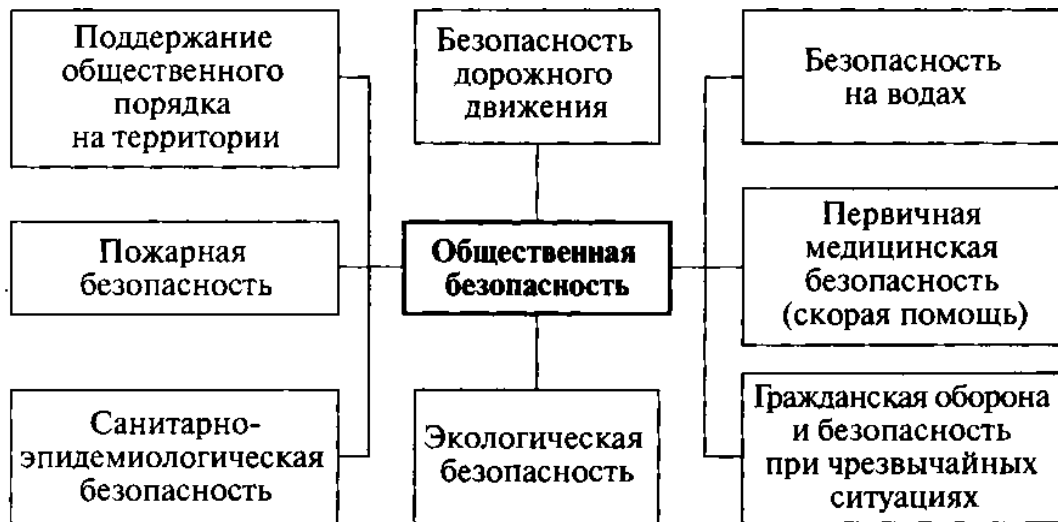 Поддержание
общественного
порядка
на территории
Безопасность
дорожного
движения
Безопасность
на водах
Пожарная
безопасность
Общественная
безопасность
Первичная
медицинская
безопасность
(скорая помощь)
Санитарно-
эпидемиологическая
безопасность
Экологическая
безопасность
Гражданская оборона
и безопасность
при чрезвычайных
ситуациях